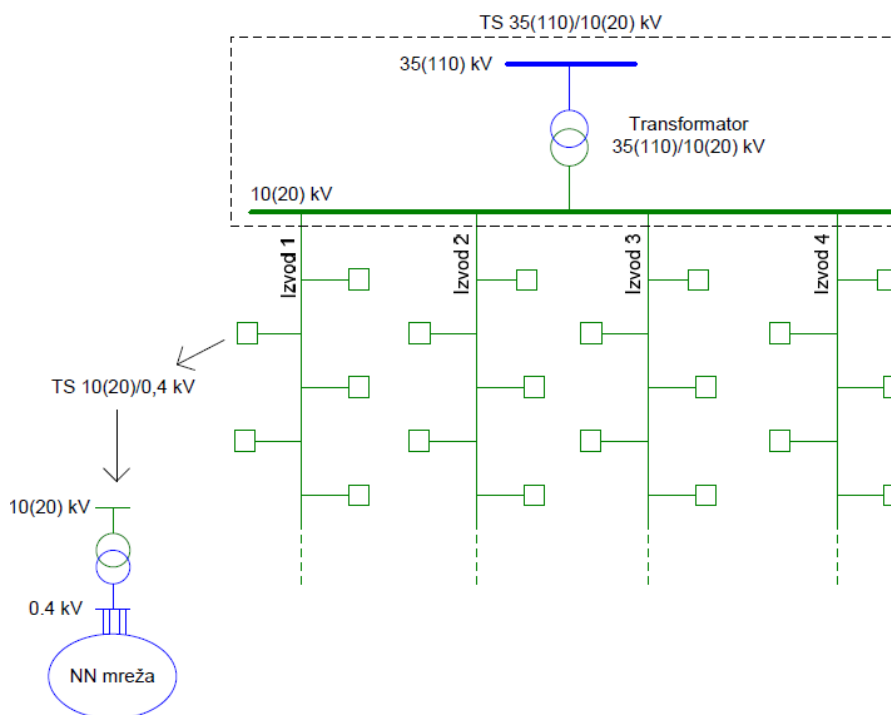 TS 35(110)/10(20) kV
35(110) kV
Transformator
35(110)/10(20) kV
10(20) kV
Izvod 1
Izvod 2
Izvod 3
Izvod 4
TS 10(20)/0,4 kV
10(20) kV
0.4 kV
NN mreža